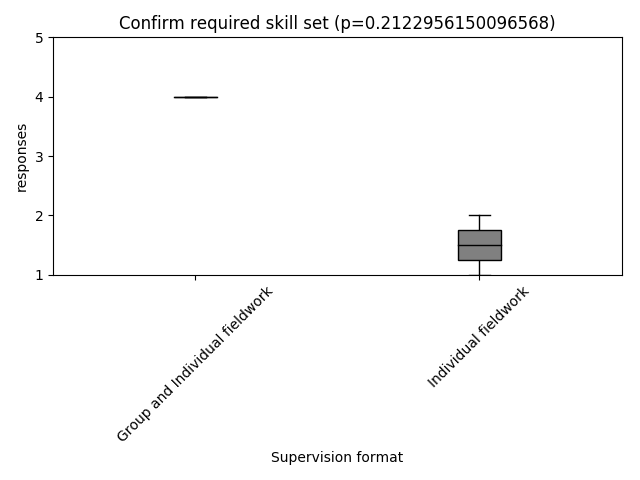 Confirm required skill set (p=0.2122956150096568)
5
4
3
2
1
responses
Group and Individual fieldwork
Individual fieldwork
Supervision format